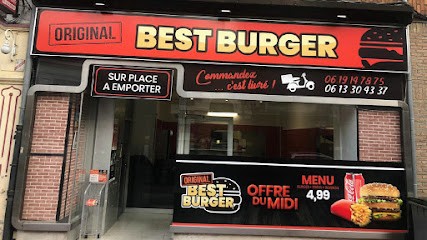 ORIGINAL
BEST BURGER
SUR PLACE
A EMPORTER
Commandez
... c'est livré !
06 19 14 78 75
06 13 30 93 37
ORIGINAL
BEST
BURGER
OFFRE
DU MIDI
MENU
4,99